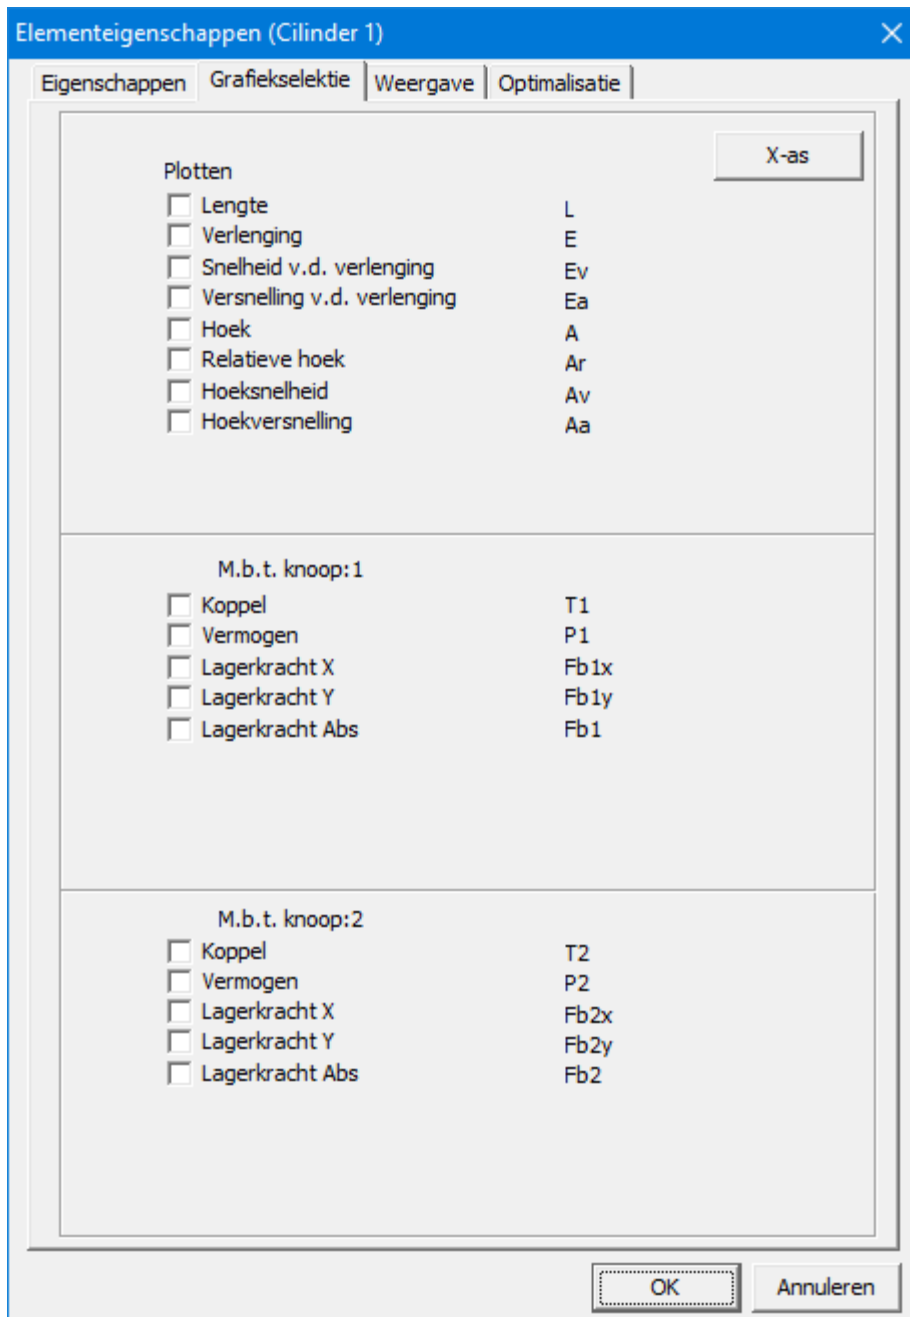 Elementeigenschappen (Cilinder 1)
Eigenschappen Grafiekselektie Weergave Optimalisatie
X-as
Plotten
Lengte L
Verlenging E
Snelheid v.d. verlenging Ev
Versnelling v.d. verlenging Ea
Hoek A
Relatieve hoek Ar
Hoeksnelheid Av
Hoekversnelling Aa
M.b.t. knoop:1
Koppel T1
Vermogen P1
Lagerkracht X Fb1x
Lagerkracht Y Fb1y
Lagerkracht Abs Fb1
M.b.t. knoop:2
Koppel T2
Vermogen P2
Lagerkracht X Fb2x
Lagerkracht Y Fb2y
Lagerkracht Abs Fb2
OK Annuleren